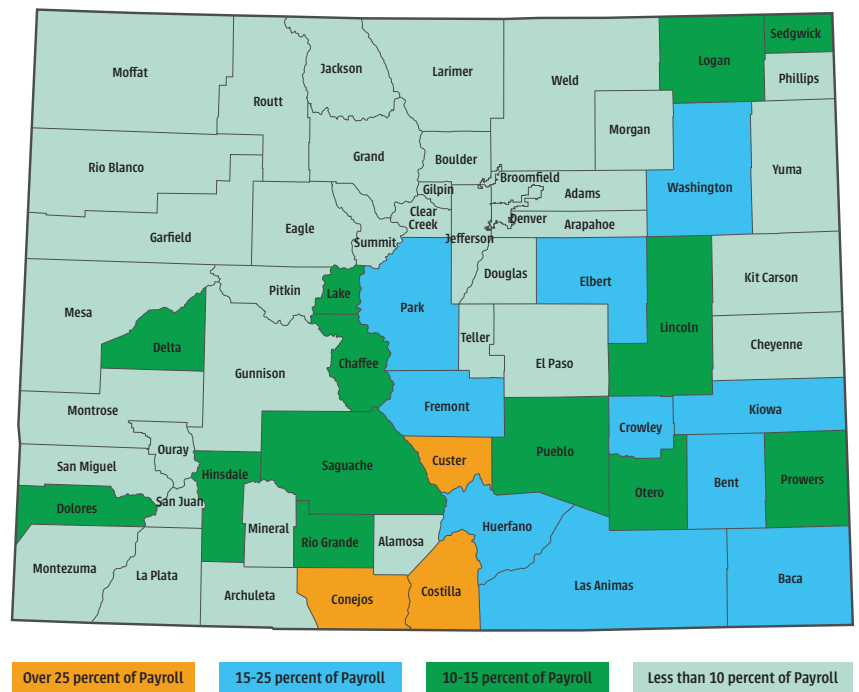 Sedgwick
Logan
Jackson
Larimer
Moffat
Weld
Phillips
Routt
Morgan
Grand
Boulder
Rio Blanco
Yuma
Broomfield
Washington
Gilpin
Adams
Clear
Creek
Denver
Arapahoe
Eagle
Garfield
Summit
Jefferson
Douglas
Kit Carson
Elbert
Pitkin
Lake
Park
Mesa
Lincoln
Teller
Cheyenne
Delta
Chaffee
El Paso
Gunnison
Fremont
Montrose
Kiowa
Crowley
Ouray
Pueblo
Custer
San Miguel
Saguache
Hinsdale
Prowers
Bent
Otero
San Juan
Dolores
Mineral
Huerfano
Rio Grande
Alamosa
Montezuma
La Plata
Baca
Las Animas
Costilla
Archuleta
Conejos
Over 25 percent of Payroll
15-25 percent of Payroll
10-15 percent of Payroll
Less than 10 percent of Payroll